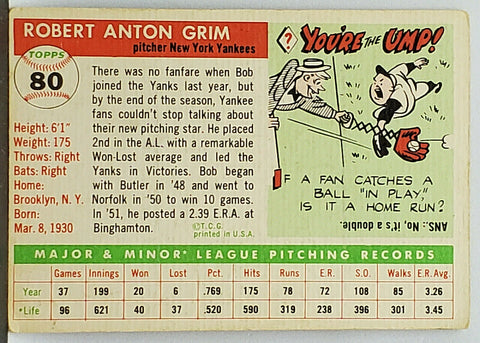 ROBERT ANTON GRIM
pitcher New York Yankees
TOPPS
80
Height: 6'1"
Weight: 175
Throws: Right
Bats: Right
Home:
Brooklyn, N. Y.
Born:
Mar. 8, 1930
There was no fanfare when Bob
joined the Yanks last year, but
by the end of the season, Yankee
fans couldn't stop talking about
their new pitching star. He placed
2nd in the A.L. with a remarkable
Won-Lost average and led the
Yanks in Victories. Bob began
with Butler in '48 and went to
Norfolk in '50 to win 10 games.
In '51, he posted a 2.39 E.R.A. at
Binghamton.
©T.C.G.
printed in U.S.A.
? YOU'RE THE UMP!
IF A FAN CATCHES A
BALL "IN PLAY,"
IS IT A HOME RUN?
ANS.: No, it's a double.
MAJOR & MINOR* LEAGUE PITCHING RECORDS
Games Innings Won Lost Pct. Hits Runs E.R. S.O. Walks E.R. Avg.
Year 37 199 20 6 .769 175 78 72 108 85 3.26
*Life 96 621 40 37 .520 590 319 238 396 301 3.45